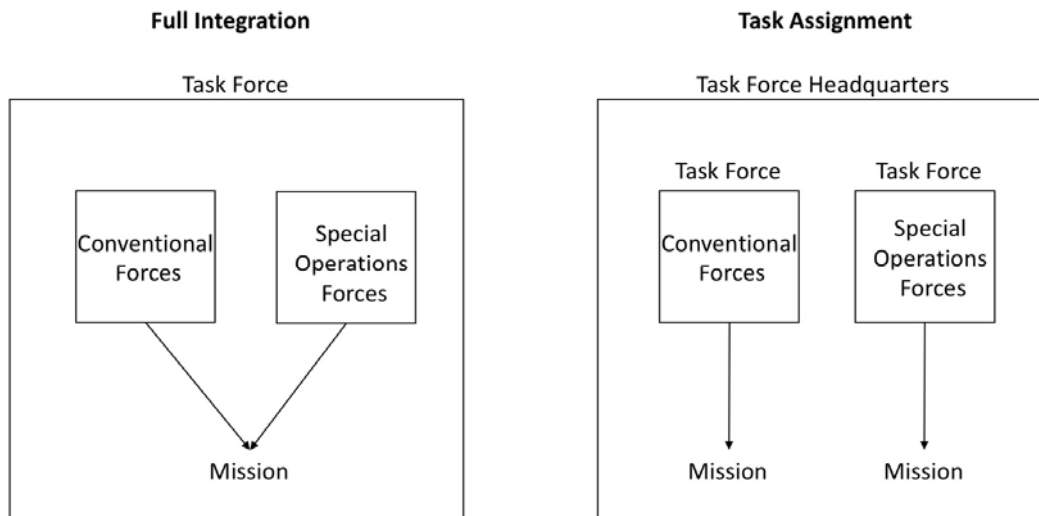 Full Integration
Task Force
Conventional
Forces
Special
Operations
Forces
Mission
Task Assignment
Task Force Headquarters
Task Force
Conventional
Forces
Mission
Task Force
Special
Operations
Forces
Mission